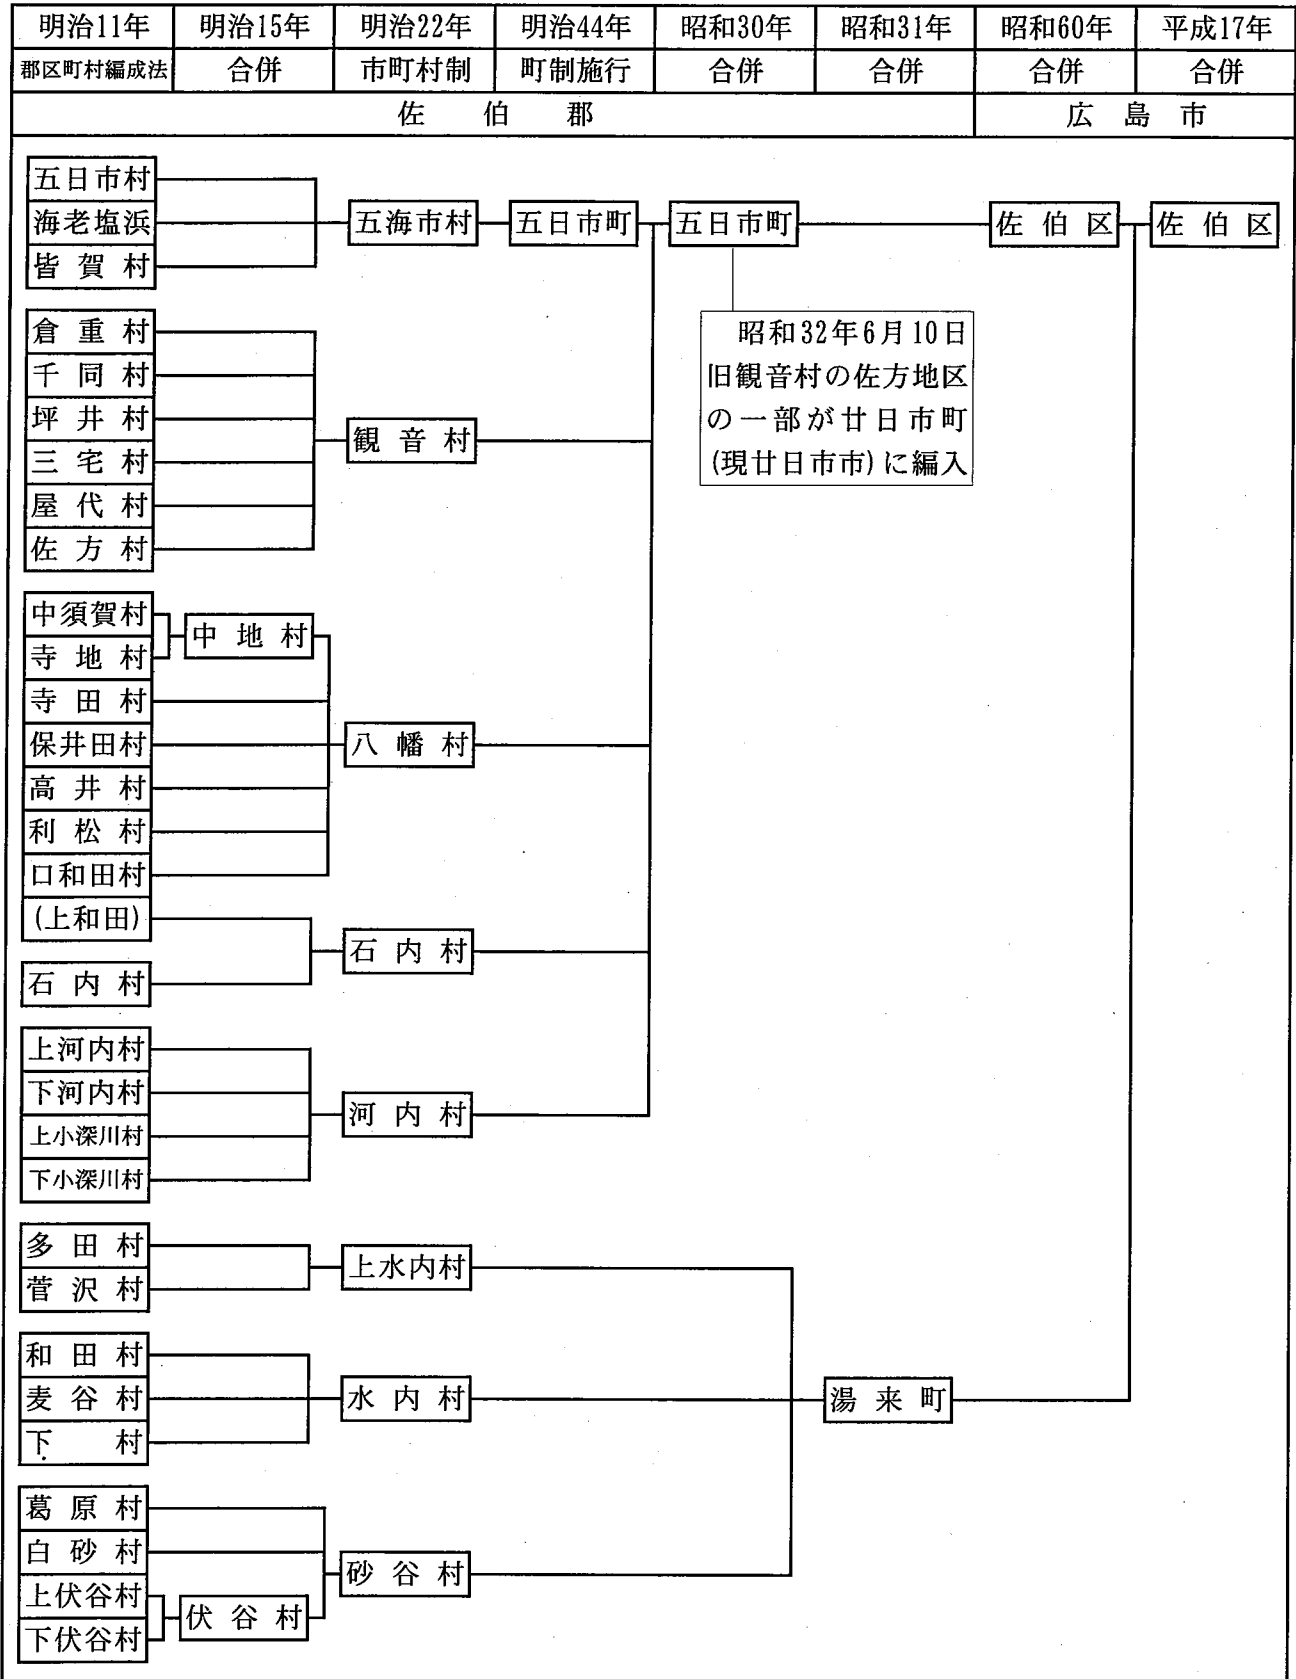 明治11年 明治15年 明治22年 明治44年 昭和30年 昭和31年 昭和60年 平成17年
郡区町村編成法 合併 市町村制 町制施行 合併 合併 合併 合併
佐伯郡 広島市
五日市村
海老塩浜 五海市村 五日市町 五日市町 佐伯区 佐伯区
皆賀村
倉重村
昭和32年6月10日
千同村
旧観音村の佐方地区
坪井村
の一部が廿日市町
観音村
三宅村
(現廿日市市)に編入
屋代村
佐方村
中須賀村
中地村
寺地村
寺田村
保井田村 八幡村
高井村
利松村
口和田村
(上和田)
石内村
石内村
上河内村
下河内村
河内村
上小深川村
下小深川村
多田村
上水内村
菅沢村
和田村
麦谷村 水内村 湯来町
下村
葛原村
白砂村
砂谷村
上伏谷村
伏谷村
下伏谷村